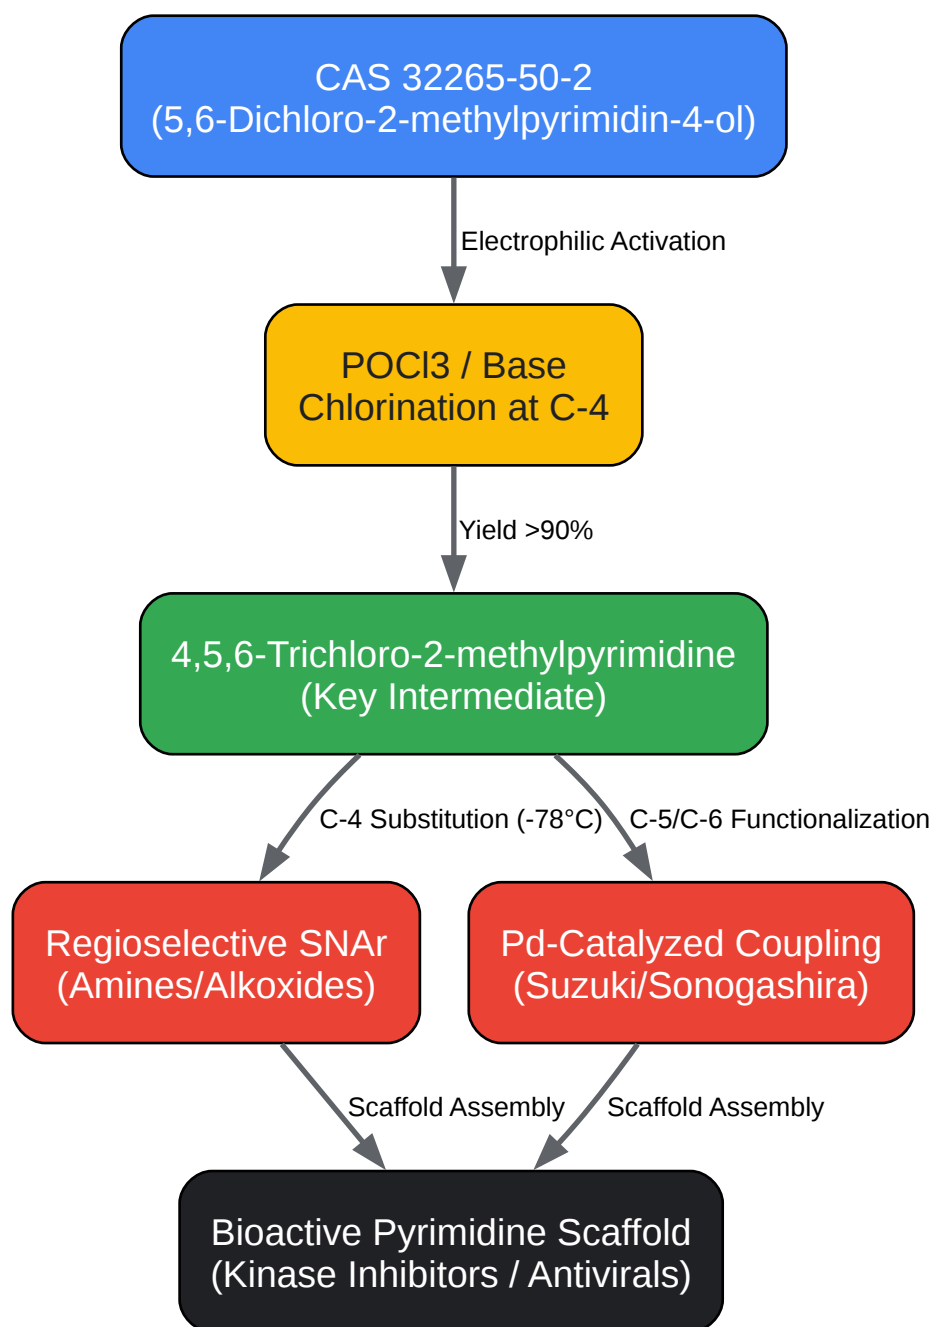 CAS 32265-50-2
(5,6-Dichloro-2-methylpyrimidin-4-ol)
Electrophilic Activation
POCl3 / Base
Chlorination at C-4
Yield >90%
4,5,6-Trichloro-2-methylpyrimidine
(Key Intermediate)
C-4 Substitution (-78°C)
C-5/C-6 Functionalization
Regioselective SNAr
(Amines/Alkoxides)
Pd-Catalyzed Coupling
(Suzuki/Sonogashira)
Scaffold Assembly
Scaffold Assembly
Bioactive Pyrimidine Scaffold
(Kinase Inhibitors / Antivirals)